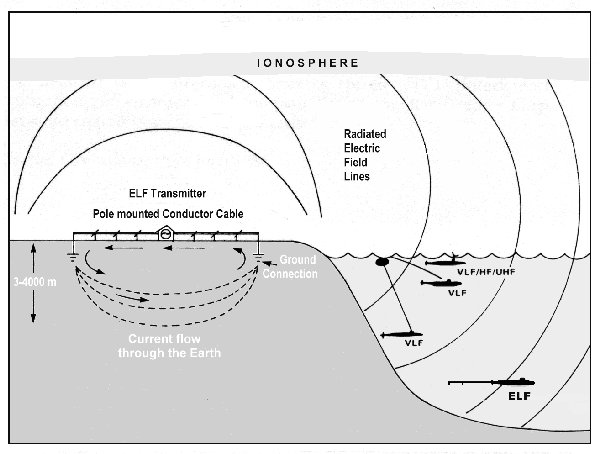 IONOSPHERE
Radiated
Electric
Field
Lines
ELF Transmitter
Pole mounted Conductor Cable
Ground
Connection
3-4000 m
Current flow
through the Earth
VLF/HF/UHF
VLF
VLF
ELF